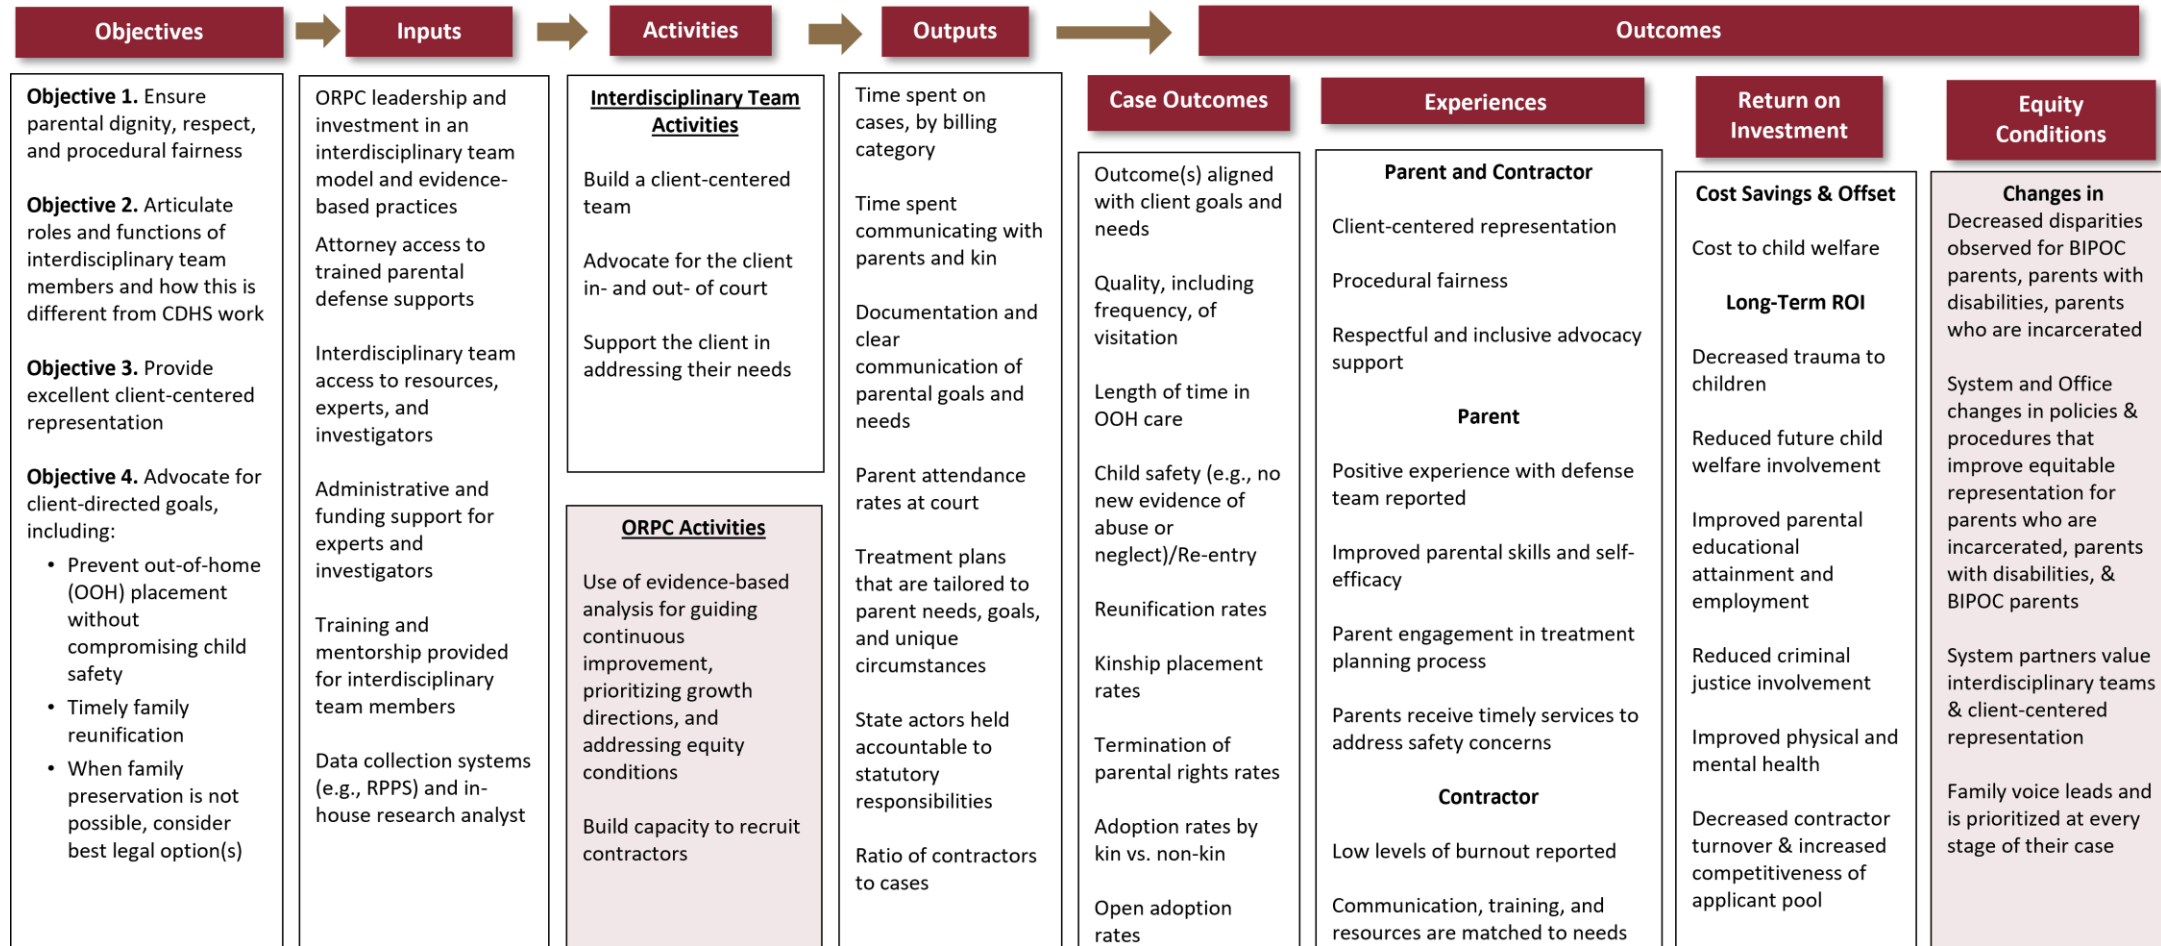 Objectives
Inputs
Activities
Outputs
Outcomes
Objective 1. Ensure
parental dignity, respect,
and procedural fairness
Objective 2. Articulate
roles and functions of
interdisciplinary team
members and how this is
different from CDHS work
Objective 3. Provide
excellent client-centered
representation
Objective 4. Advocate for
client-directed goals,
including:
• Prevent out-of-home
(OOH) placement
without
compromising child
safety
• Timely family
reunification
• When family
preservation is not
possible, consider
best legal option(s)
ORPC leadership and
investment in an
interdisciplinary team
model and evidence-
based practices
Attorney access to
trained parental
defense supports
Interdisciplinary team
access to resources,
experts, and
investigators
Administrative and
funding support for
experts and
investigators
Training and
mentorship provided
for interdisciplinary
team members
Data collection systems
(e.g., RPPS) and in-
house research analyst
Interdisciplinary Team
Activities
Build a client-centered
team
Advocate for the client
in- and out- of court
Support the client in
addressing their needs
ORPC Activities
Use of evidence-based
analysis for guiding
continuous
improvement,
prioritizing growth
directions, and
addressing equity
conditions
Build capacity to recruit
contractors
Time spent on
cases, by billing
category
Time spent
communicating with
parents and kin
Documentation and
clear
communication of
parental goals and
needs
Parent attendance
rates at court
Treatment plans
that are tailored to
parent needs, goals,
and unique
circumstances
State actors held
accountable to
statutory
responsibilities
Ratio of contractors
to cases
Case Outcomes
Outcome(s) aligned
with client goals and
needs
Quality, including
frequency, of
visitation
Length of time in
OOH care
Child safety (e.g., no
new evidence of
abuse or
neglect)/Re-entry
Reunification rates
Kinship placement
rates
Termination of
parental rights rates
Adoption rates by
kin vs. non-kin
Open adoption
rates
Experiences
Parent and Contractor
Client-centered representation
Procedural fairness
Respectful and inclusive advocacy
support
Parent
Positive experience with defense
team reported
Improved parental skills and self-
efficacy
Parent engagement in treatment
planning process
Parents receive timely services to
address safety concerns
Contractor
Low levels of burnout reported
Communication, training, and
resources are matched to needs
Return on
Investment
Cost Savings & Offset
Cost to child welfare
Long-Term ROI
Decreased trauma to
children
Reduced future child
welfare involvement
Improved parental
educational
attainment and
employment
Reduced criminal
justice involvement
Improved physical and
mental health
Decreased contractor
turnover & increased
competitiveness of
applicant pool
Equity
Conditions
Changes in
Decreased disparities
observed for BIPOC
parents, parents with
disabilities, parents
who are incarcerated
System and Office
changes in policies &
procedures that
improve equitable
representation for
parents who are
incarcerated, parents
with disabilities, &
BIPOC parents
System partners value
interdisciplinary teams
& client-centered
representation
Family voice leads and
is prioritized at every
stage of their case